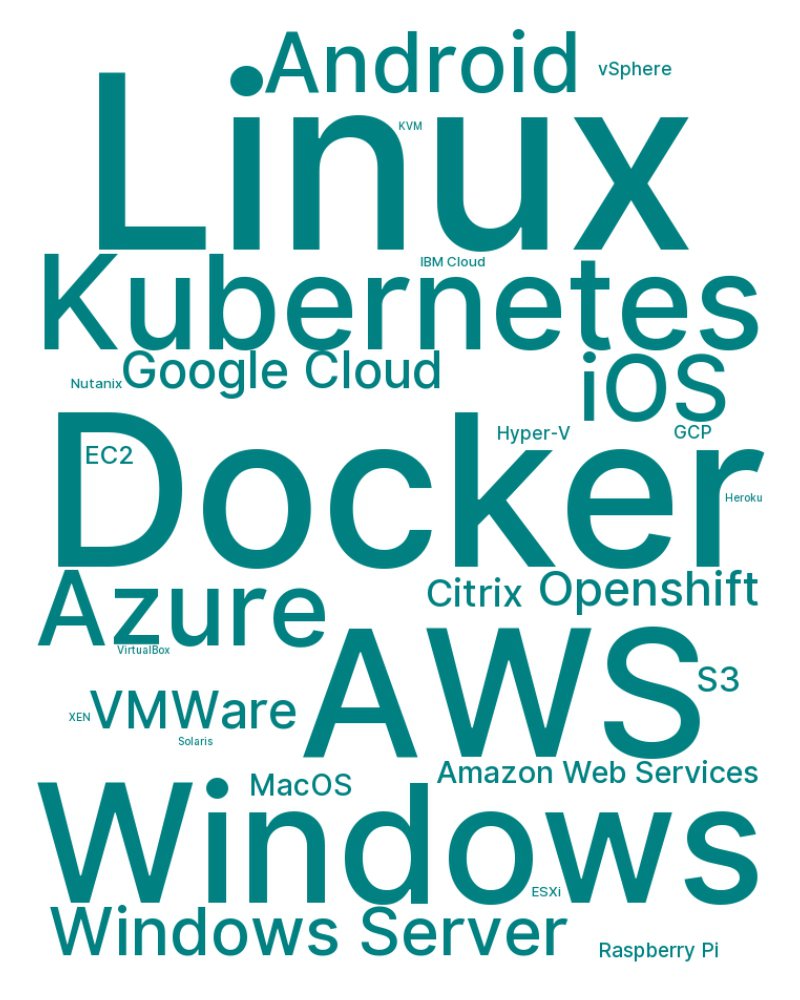 Android
vSphere
Linux
KVM
Kubernetes
IBM Cloud
Nutanix
Google Cloud
iOS
Docker
EC2
Hyper-V
GCP
Heroku
Azure
Citrix
Openshift
VirtualBox
AWS
S3
XEN
VMWare
Solaris
Amazon Web Services
MacOS
Windows
ESXi
Windows Server
Raspberry Pi